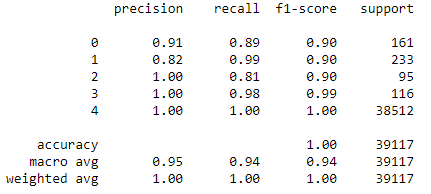 precision recall f1-score support
0 0.91 0.89 0.90 161
1 0.82 0.99 0.90 233
2 1.00 0.81 0.90 95
3 1.00 0.98 0.99 116
4 1.00 1.00 1.00 38512
accuracy 1.00 39117
macro avg 0.95 0.94 0.94 39117
weighted avg 1.00 1.00 1.00 39117